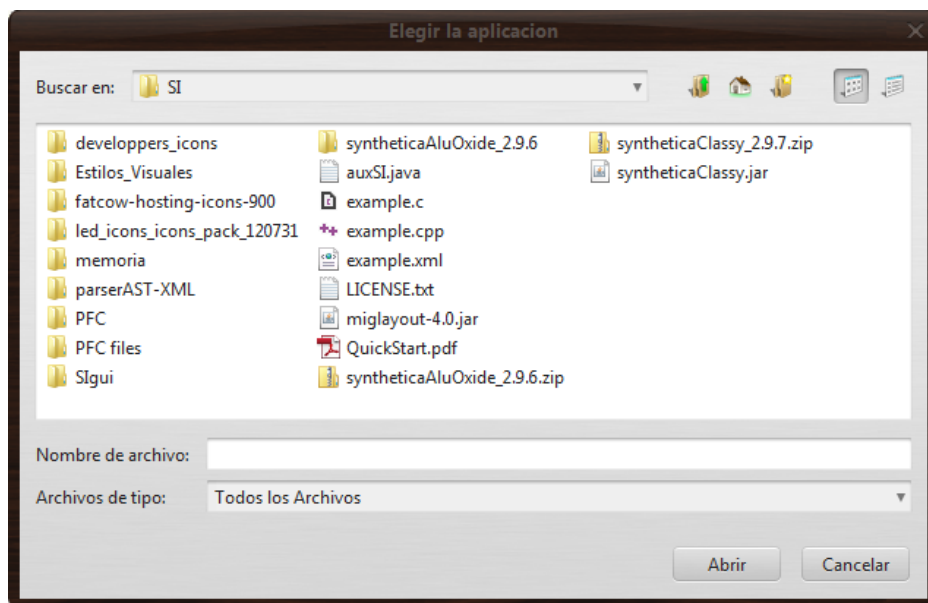 Elegir la aplicacion
Buscar en: SI
developpers_icons
Estilos_Visuales
fatcow-hosting-icons-900
led_icons_icons_pack_120731
memoria
parserAST-XML
PFC
PFC files
SIgui
syntheticaAluOxide_2.9.6
auxSI.java
example.c
example.cpp
example.xml
LICENSE.txt
miglayout-4.0.jar
QuickStart.pdf
syntheticaAluOxide_2.9.6.zip
syntheticaClassy_2.9.7.zip
syntheticaClassy.jar
Nombre de archivo:
Archivos de tipo: Todos los Archivos
Abrir Cancelar